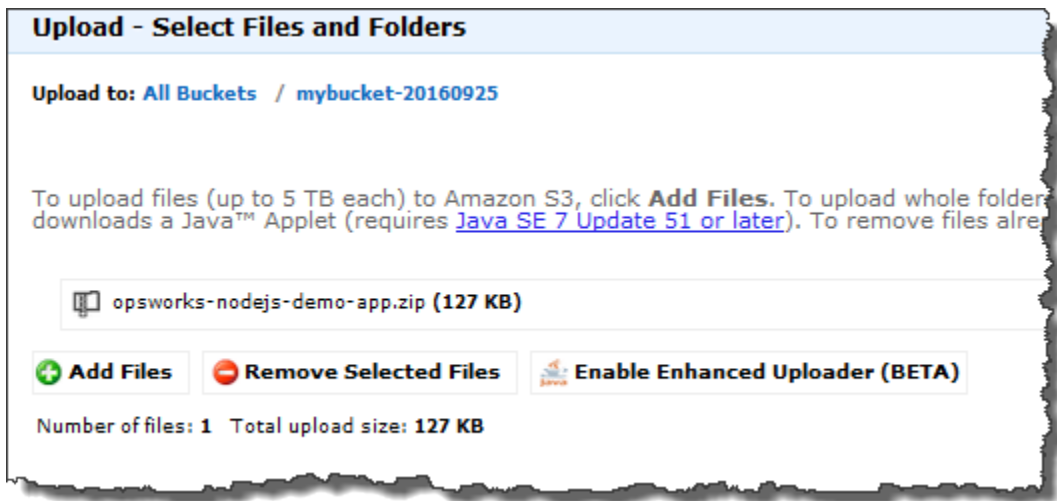 Upload - Select Files and Folders
Upload to: All Buckets / mybucket-20160925
To upload files (up to 5 TB each) to Amazon S3, click Add Files. To upload whole folder
downloads a Java™ Applet (requires Java SE 7 Update 51 or later). To remove files alre
opsworks-nodejs-demo-app.zip (127 KB)
Add Files Remove Selected Files Enable Enhanced Uploader (BETA)
Number of files: 1 Total upload size: 127 KB